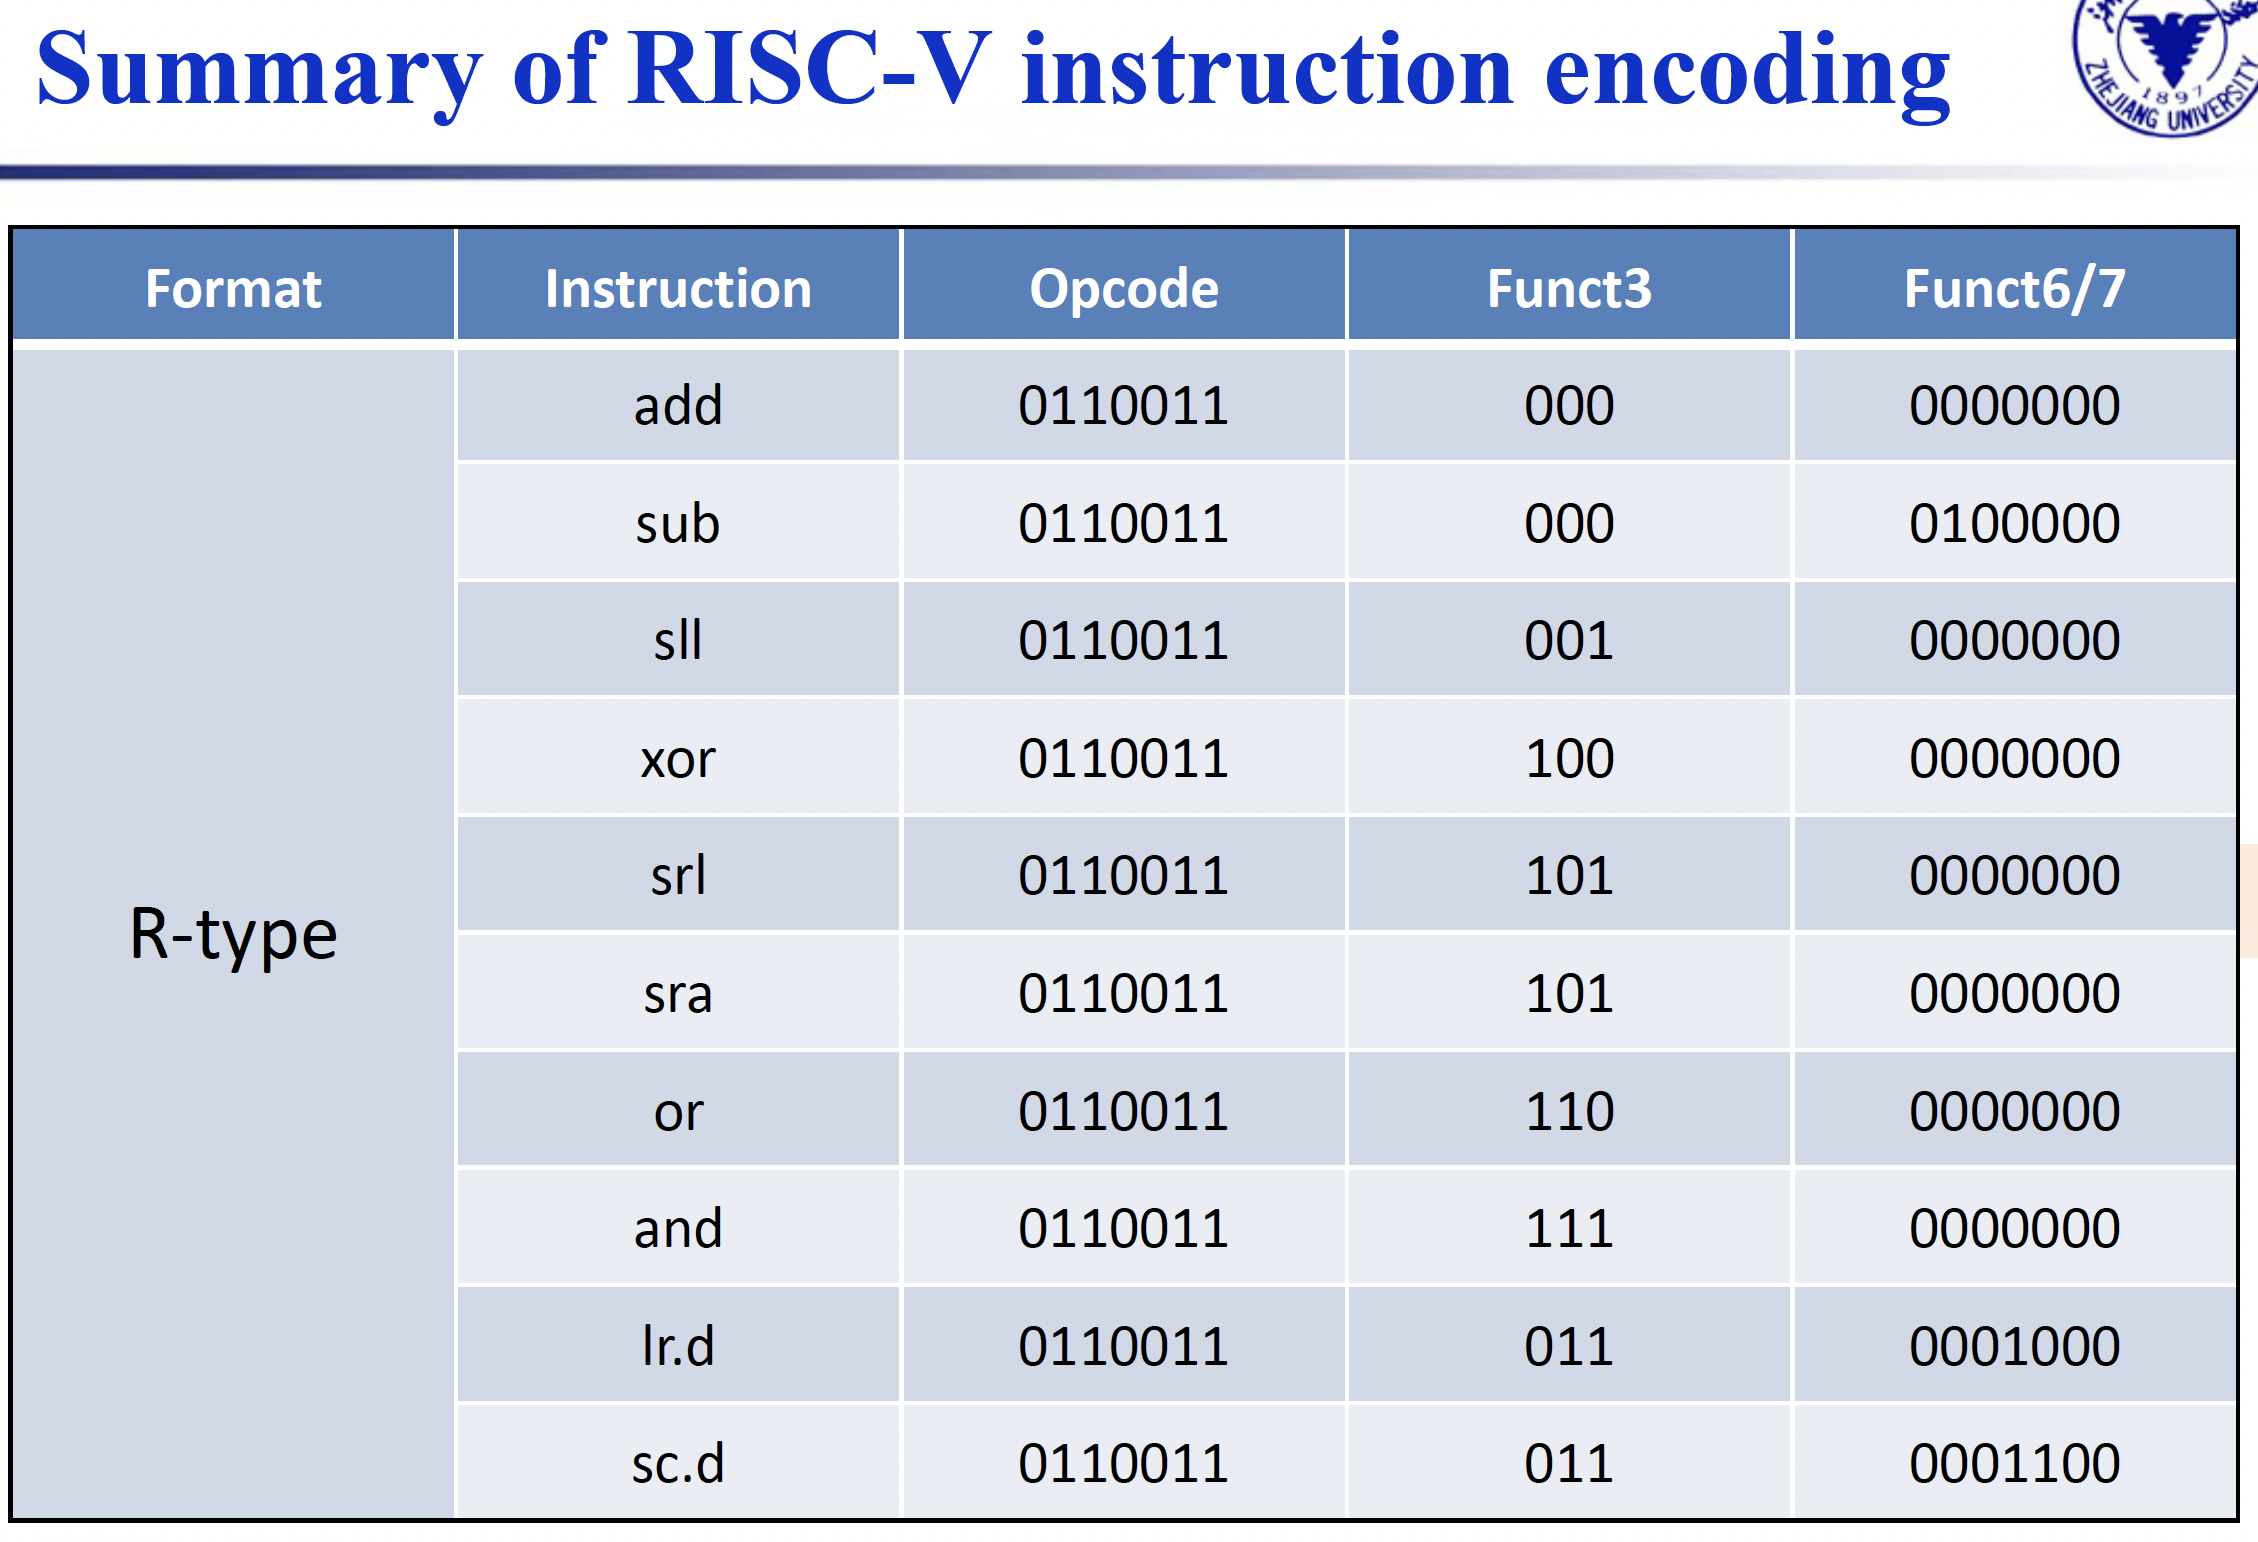 Summary of RISC-V instruction encoding
ZHEJIANG UNIVERSITY
1897
Format Instruction Opcode Funct3 Funct6/7
R-type
add 0110011 000 0000000
sub 0110011 000 0100000
sll 0110011 001 0000000
xor 0110011 100 0000000
srl 0110011 101 0000000
sra 0110011 101 0000000
or 0110011 110 0000000
and 0110011 111 0000000
lr.d 0110011 011 0001000
sc.d 0110011 011 0001100